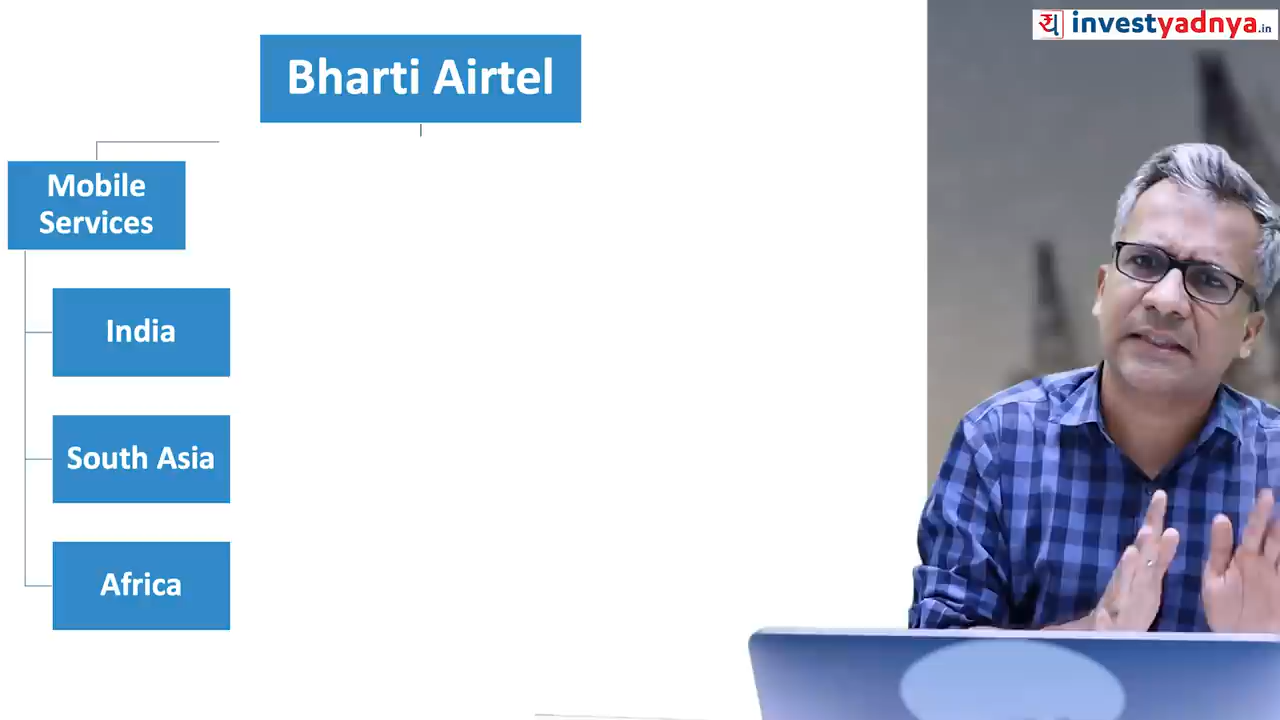 य investyadnya.in
Bharti Airtel
Mobile
Services
India
South Asia
Africa